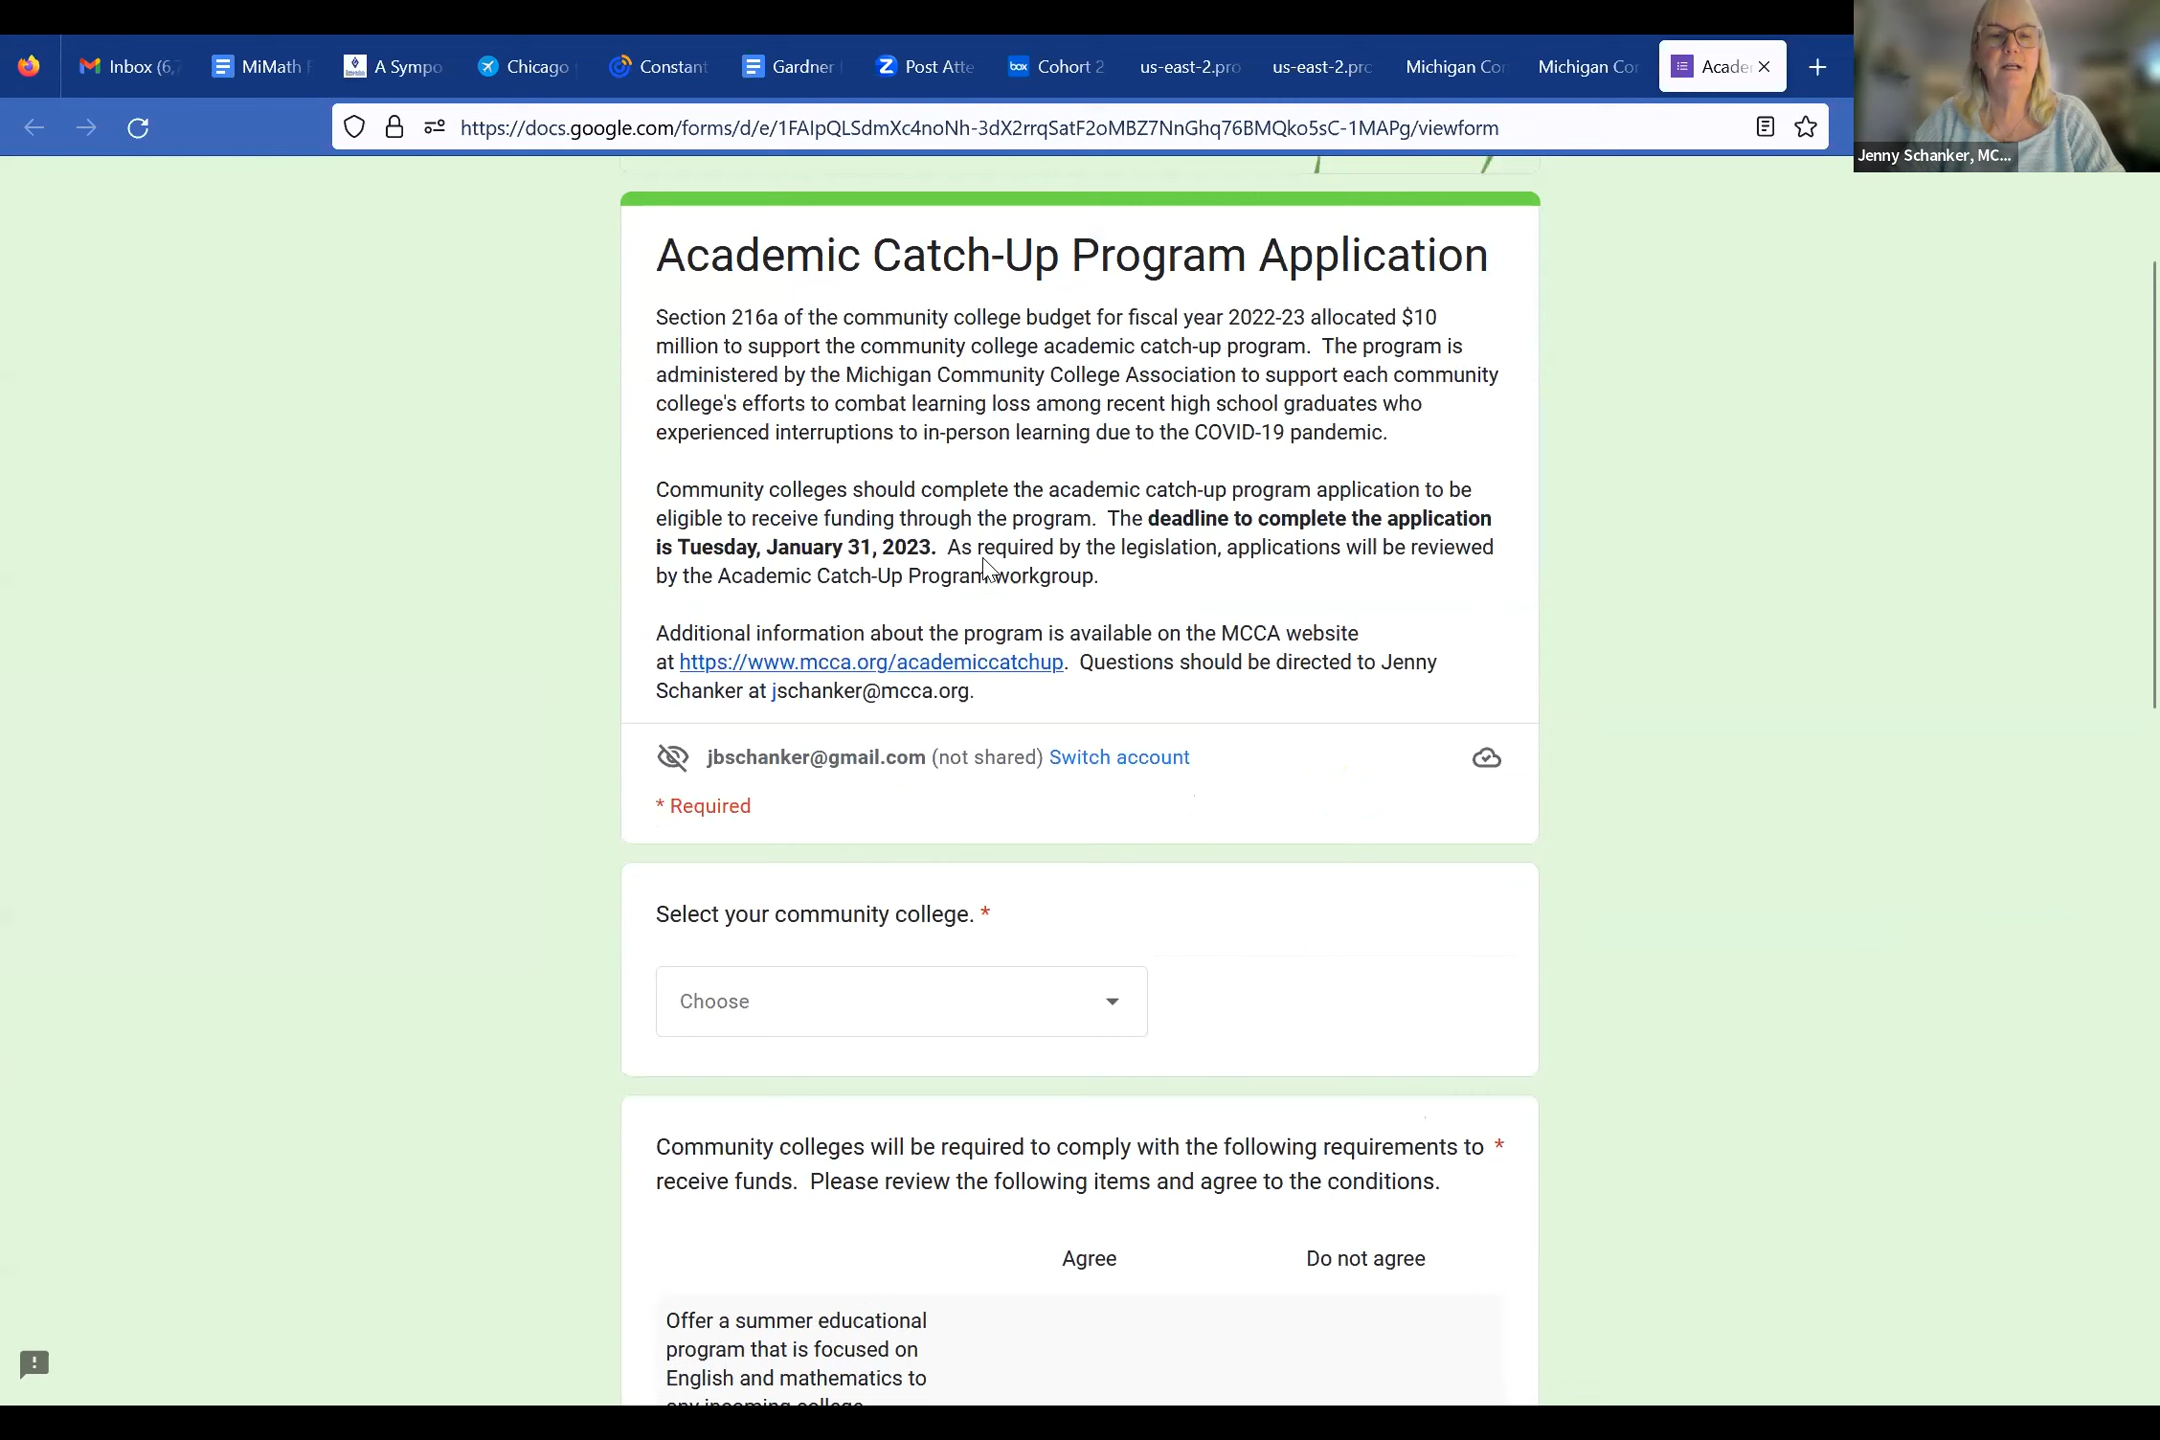 Inbox (6,
MiMath
A Sympo
Chicago
Constant
Gardner
Post Atte
box Cohort 2
us-east-2.pro
us-east-2.prc
Michigan Con
Michigan Co
Acade
https://docs.google.com/forms/d/e/1FAIpQLSdmXc4noNh-3dX2rrqSatF2oMBZ7NnGhq76BMQko5sC-1MAPg/viewform
Jenny Schanker, MC...
Academic Catch-Up Program Application
Section 216a of the community college budget for fiscal year 2022-23 allocated $10
million to support the community college academic catch-up program. The program is
administered by the Michigan Community College Association to support each community
college's efforts to combat learning loss among recent high school graduates who
experienced interruptions to in-person learning due to the COVID-19 pandemic.
Community colleges should complete the academic catch-up program application to be
eligible to receive funding through the program. The deadline to complete the application
is Tuesday, January 31, 2023. As required by the legislation, applications will be reviewed
by the Academic Catch-Up Program workgroup.
Additional information about the program is available on the MCCA website
at https://www.mcca.org/academiccatchup. Questions should be directed to Jenny
Schanker at jschanker@mcca.org.
jbschanker@gmail.com (not shared) Switch account
* Required
Select your community college. *
Choose
Community colleges will be required to comply with the following requirements to *
receive funds. Please review the following items and agree to the conditions.
Agree Do not agree
Offer a summer educational
program that is focused on
English and mathematics to
any incoming college